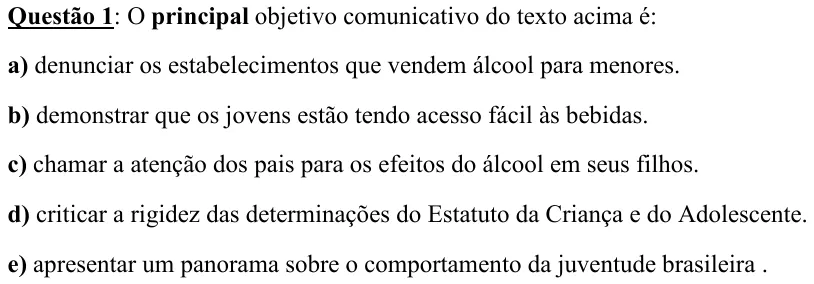 Questão 1: O principal objetivo comunicativo do texto acima é:
a) denunciar os estabelecimentos que vendem álcool para menores.
b) demonstrar que os jovens estão tendo acesso fácil às bebidas.
c) chamar a atenção dos pais para os efeitos do álcool em seus filhos.
d) criticar a rigidez das determinações do Estatuto da Criança e do Adolescente.
e) apresentar um panorama sobre o comportamento da juventude brasileira .